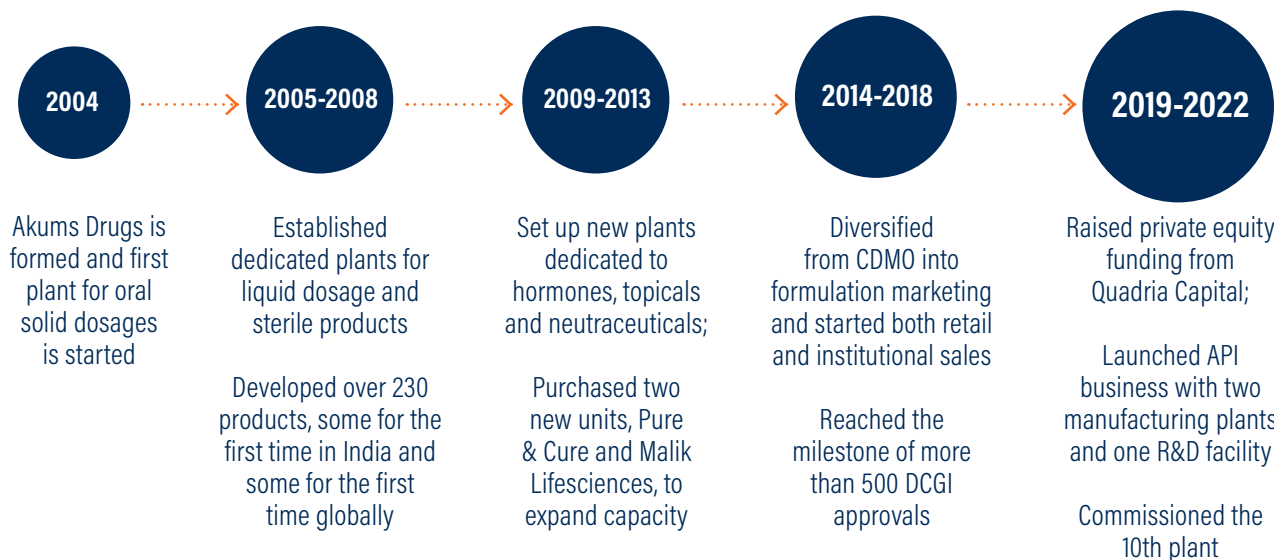 2004
2005-2008
2009-2013
2014-2018
2019-2022
Akums Drugs is
formed and first
plant for oral
solid dosages
is started
Established
dedicated plants for
liquid dosage and
sterile products
Developed over 230
products, some for the
first time in India and
some for the first
time globally
Set up new plants
dedicated to
hormones, topicals
and neutraceuticals;
Purchased two
new units, Pure
& Cure and Malik
Lifesciences, to
expand capacity
Diversified
from CDMO into
formulation marketing
and started both retail
and institutional sales
Reached the
milestone of more
than 500 DCGI
approvals
Raised private equity
funding from
Quadria Capital;
Launched API
business with two
manufacturing plants
and one R&D facility
Commissioned the
10th plant